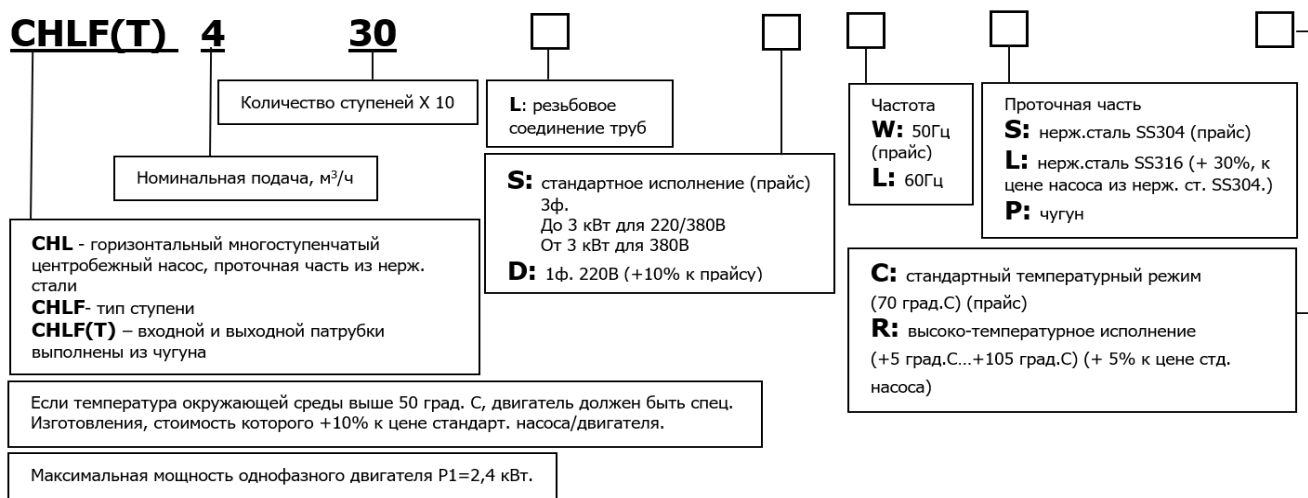 CHLF(T) 4 30
Количество ступеней X 10
L: резьбовое
соединение труб
Номинальная подача, м³/ч
CHL - горизонтальный многоступенчатый
центробежный насос, проточная часть из нерж.
стали
CHLF- тип ступени
CHLF(T) – входной и выходной патрубки
выполнены из чугуна
S: стандартное исполнение (прайс)
3ф.
До 3 кВт для 220/380В
От 3 кВт для 380В
D: 1ф. 220В (+10% к прайсу)
Частота
W: 50Гц
(прайс)
L: 60Гц
Проточная часть
S: нерж.сталь SS304 (прайс)
L: нерж.сталь SS316 (+ 30%, к
цене насоса из нерж. ст. SS304.)
P: чугун
C: стандартный температурный режим
(70 град.С) (прайс)
R: высоко-температурное исполнение
(+5 град.С...+105 град.С) (+ 5% к цене стд.
насоса)
Если температура окружающей среды выше 50 град. С, двигатель должен быть спец.
Изготовления, стоимость которого +10% к цене стандарт. насоса/двигателя.
Максимальная мощность однофазного двигателя P1=2,4 кВт.